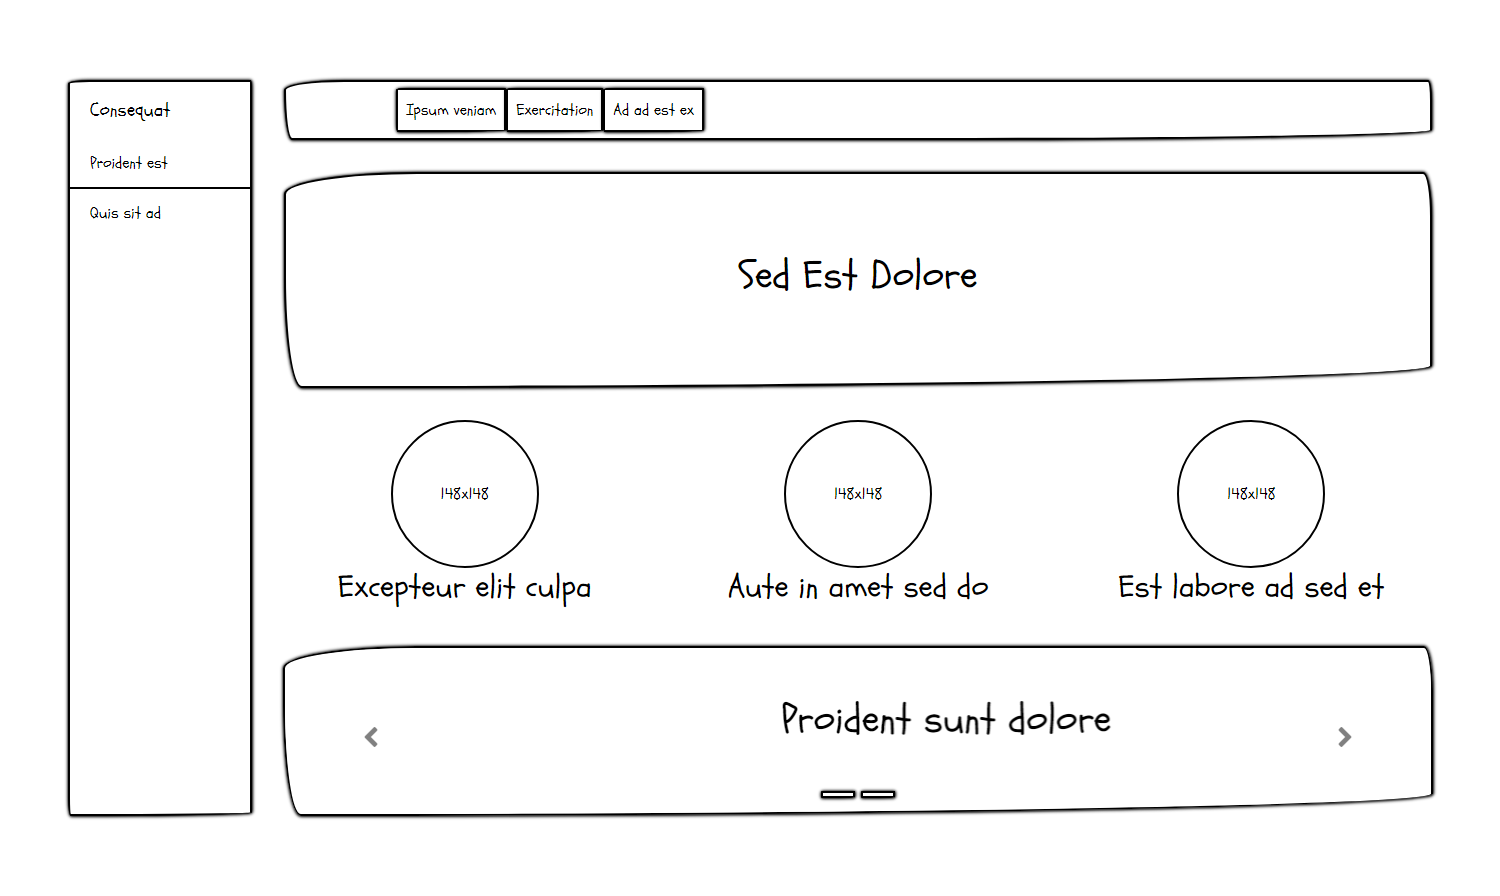 Consequat
Proident est
Quis sit ad
Ipsum veniam
Exercitation
Ad ad est ex
Sed Est Dolore
148x148
148x148
148x148
Excepteur elit culpa
Aute in amet sed do
Est labore ad sed et
Proident sunt dolore